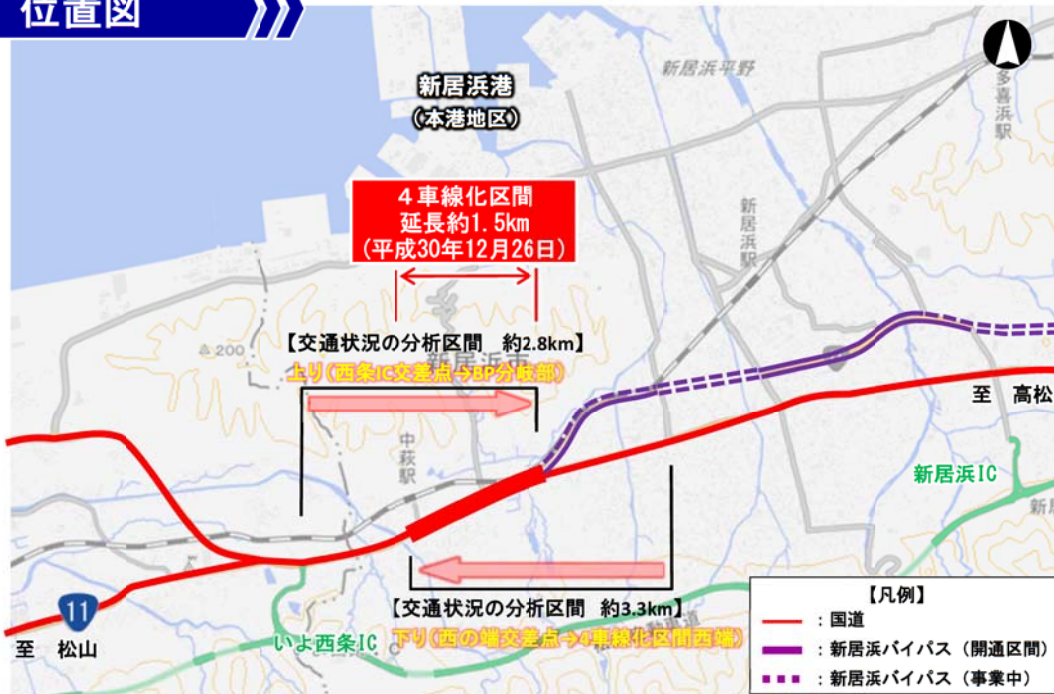 位置図
新居浜港
(本港地区)
新居浜平野
多喜浜駅
4車線化区間
延長約1.5km
(平成30年12月26日)
新居浜駅
200
【交通状況の分析区間 約2.8km】
新居浜市
上り(西条IC交差点→BP分岐部)
至 高松
中萩駅
新居浜IC
【交通状況の分析区間 約3.3km】
下り(西の端交差点→4車線化区間西端)
いよ西条IC
11
至 松山
【凡例】
:国道
:新居浜バイパス(開通区間)
:新居浜バイパス(事業中)